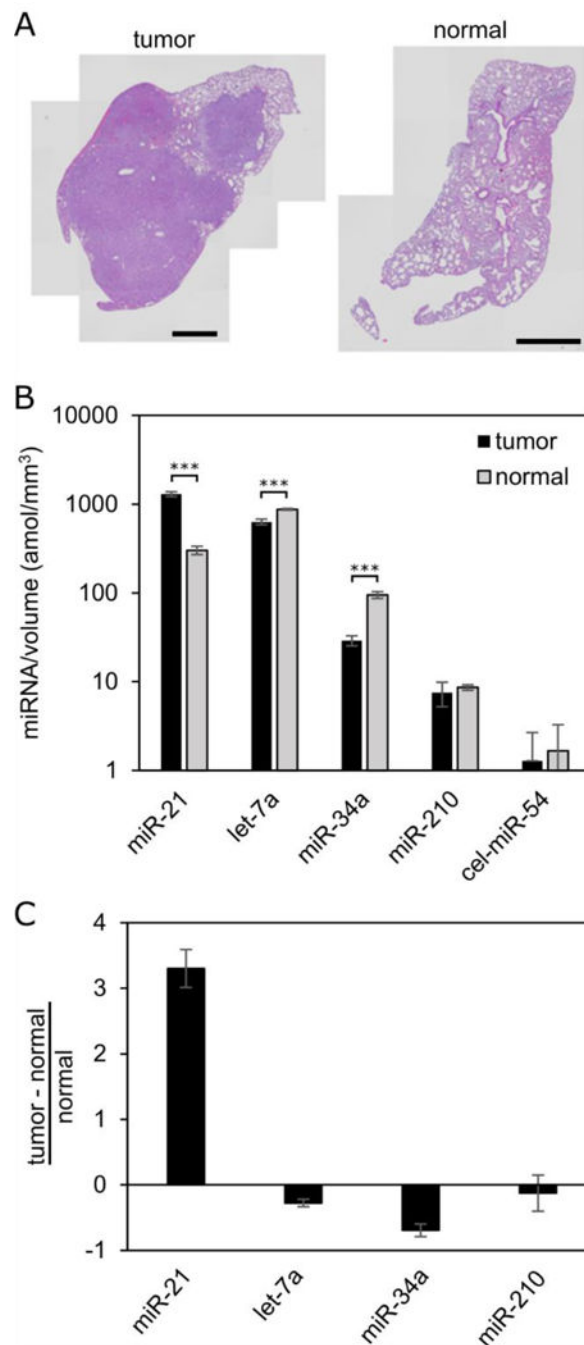 A
tumor
normal
B
miRNA/volume (amol/mm³)
10000
1000
100
10
1
***
***
***
tumor
normal
miR-21
let-7a
miR-34a
miR-210
cel-miR-54
C
tumor - normal
normal
4
3
2
1
0
-1
miR-21
let-7a
miR-34a
miR-210